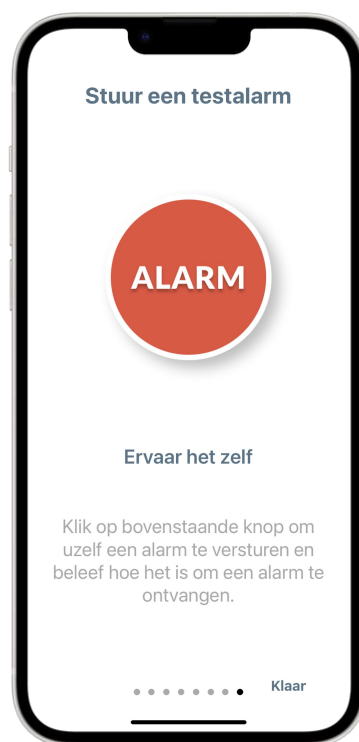 Stuur een testalarm
ALARM
Ervaar het zelf
Klik op bovenstaande knop om
uzelf een alarm te versturen en
beleef hoe het is om een alarm te
ontvangen.
Klaar